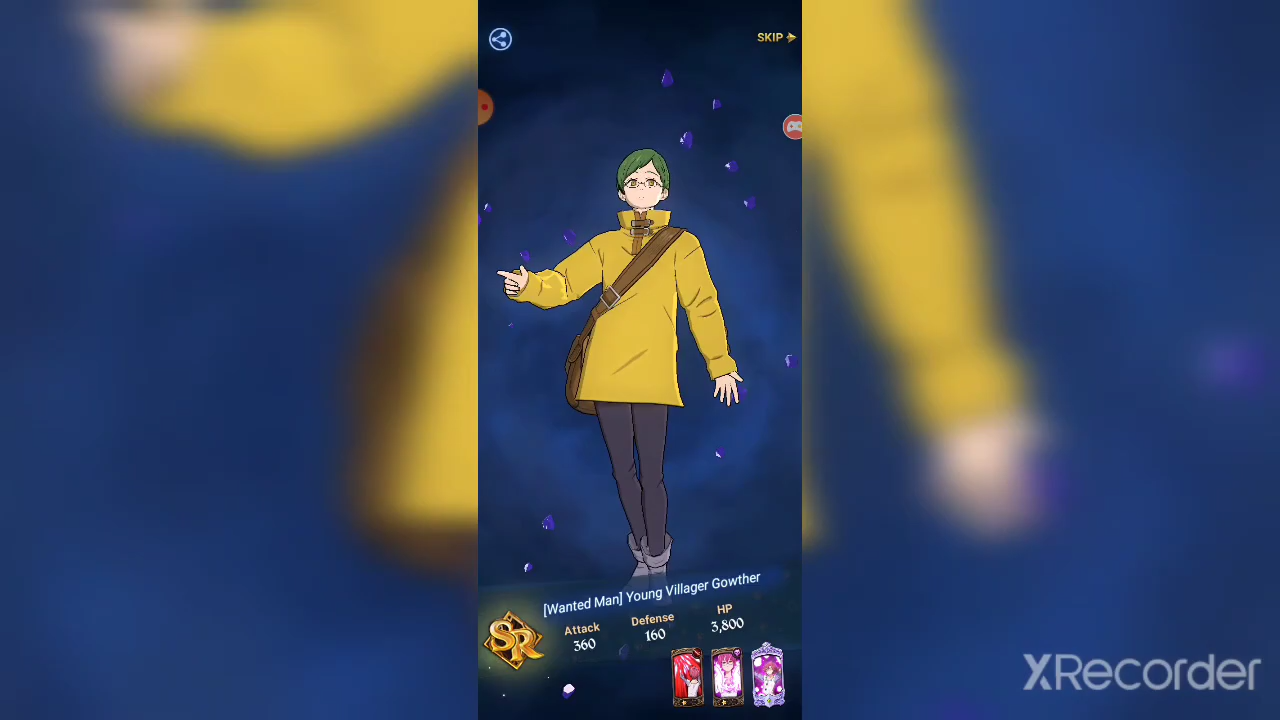 SKIP
[Wanted Man] Young Villager Gowther
SR
Attack
360
Defense
160
HP
3,800
XRecorder